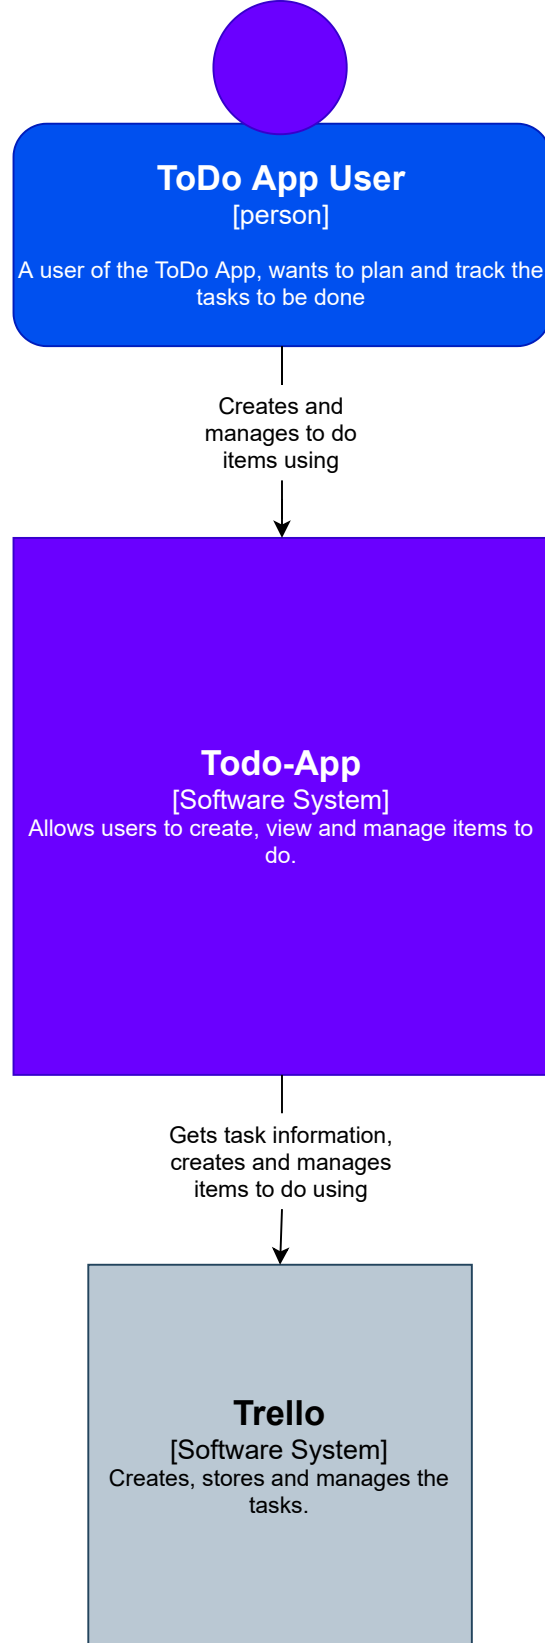 ToDo App User
[person]
A user of the ToDo App, wants to plan and track the
tasks to be done
Creates and
manages to do
items using
Todo-App
[Software System]
Allows users to create, view and manage items to
do.
Gets task information,
creates and manages
items to do using
Trello
[Software System]
Creates, stores and manages the
tasks.